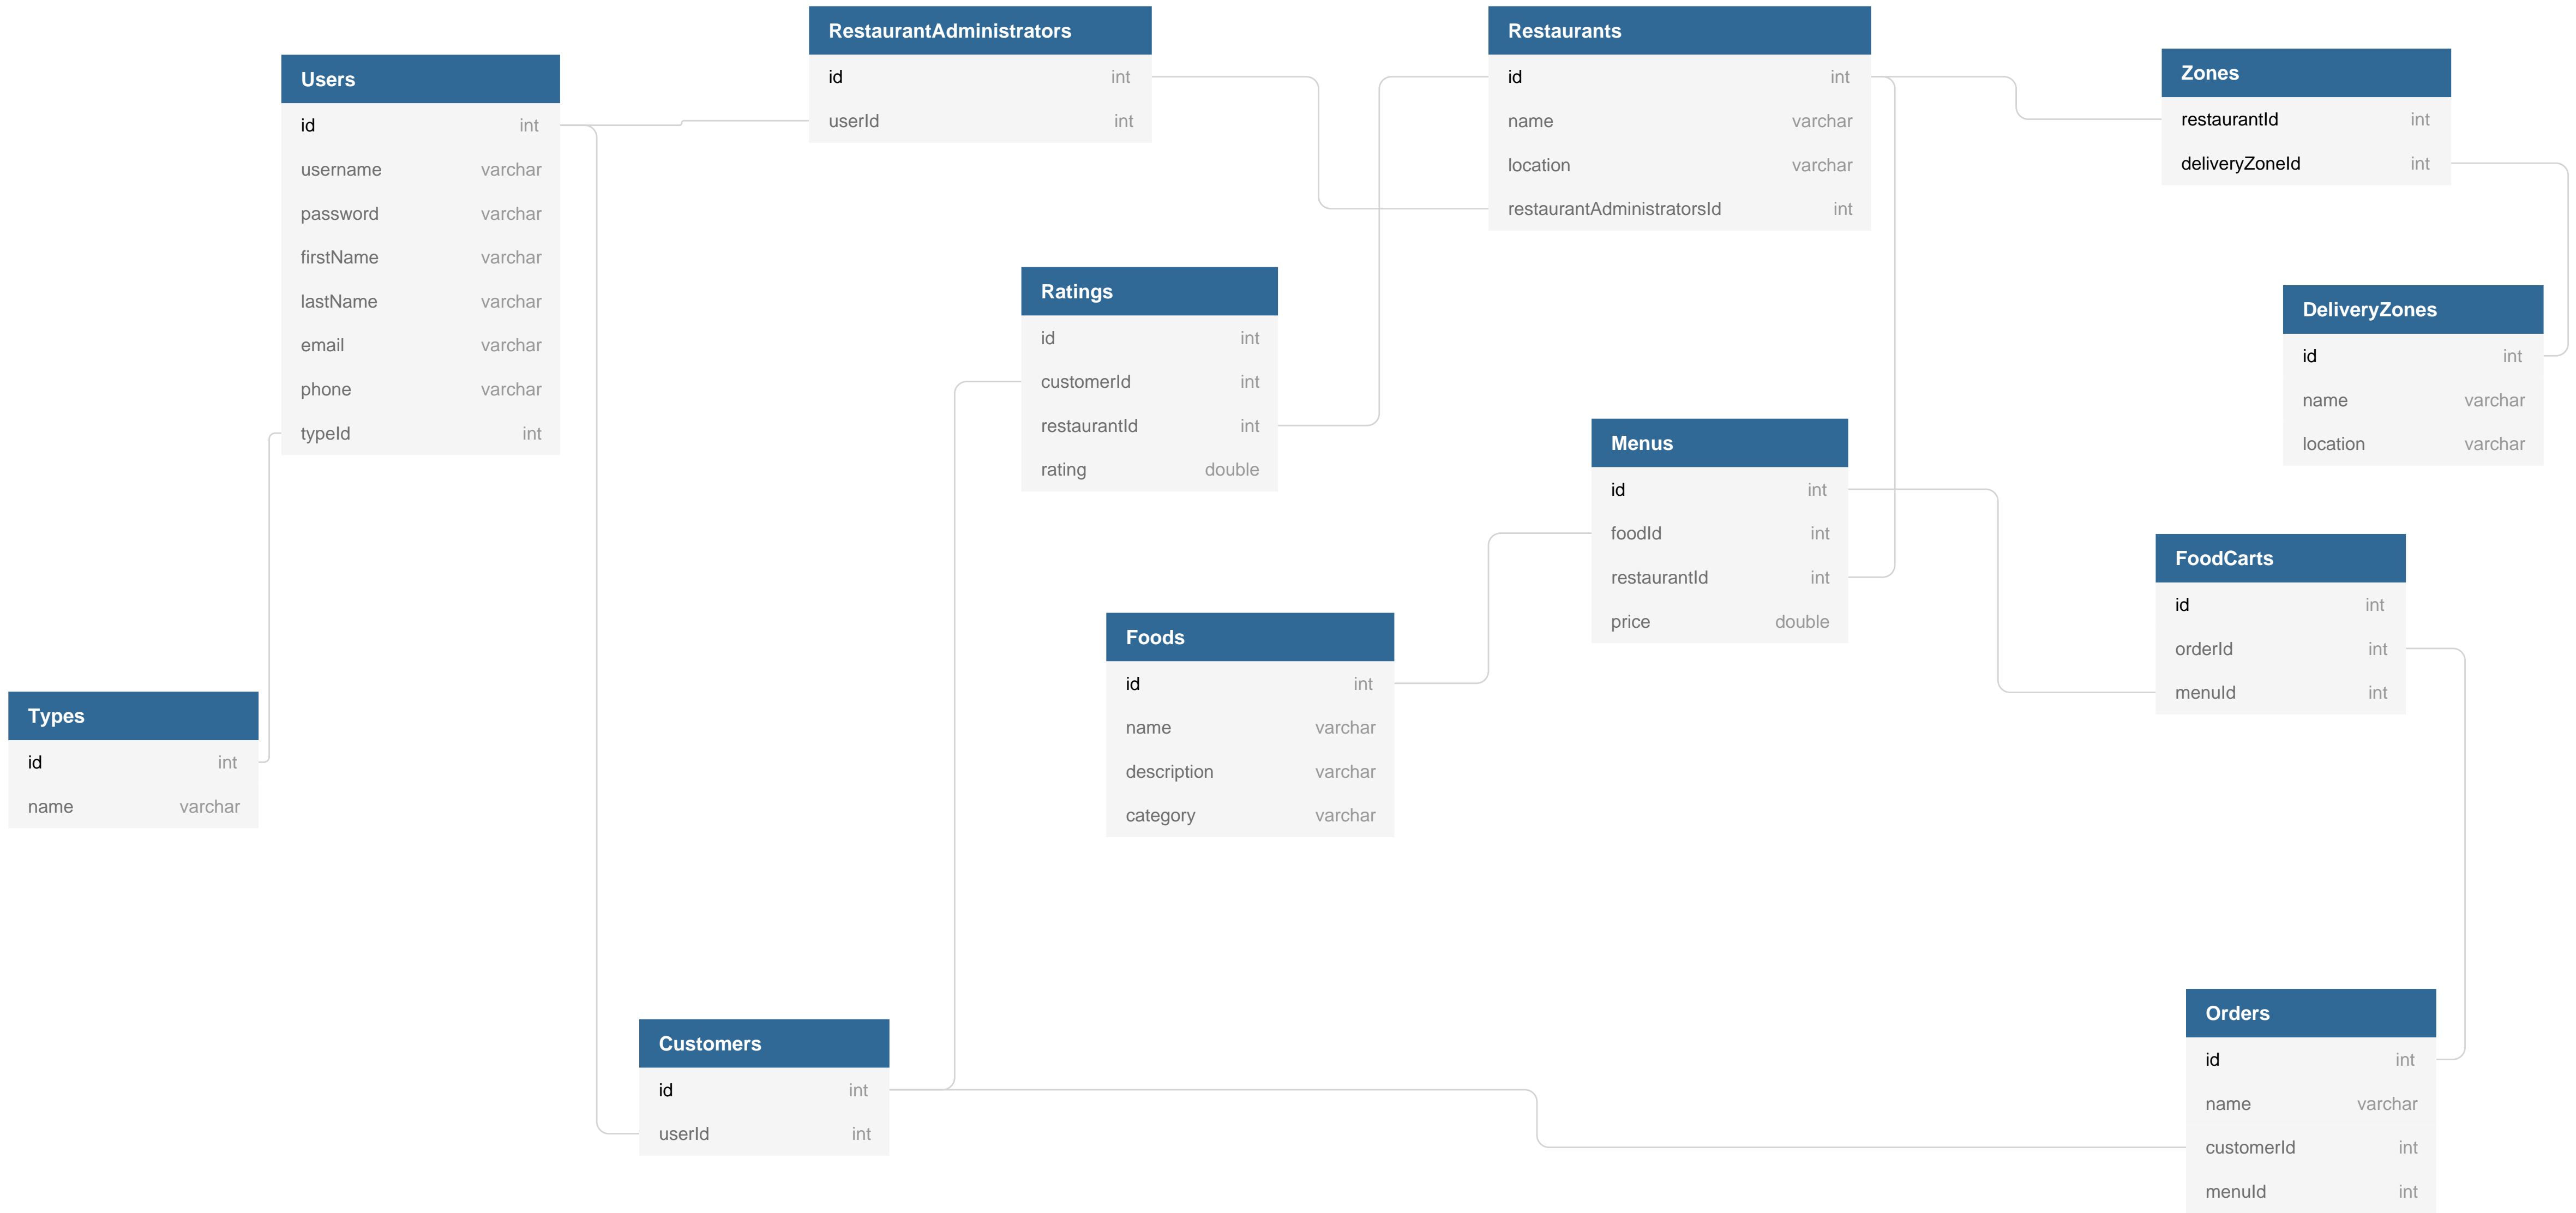 RestaurantAdministrators
id int
userId int
Restaurants
id int
name varchar
location varchar
restaurantAdministratorsId int
Zones
restaurantId int
deliveryZoneId int
Users
id int
username varchar
password varchar
firstName varchar
lastName varchar
email varchar
phone varchar
typeId int
Ratings
id int
customerId int
restaurantId int
rating double
DeliveryZones
id int
name varchar
location varchar
Menus
id int
foodId int
restaurantId int
price double
FoodCarts
id int
orderId int
menuId int
Foods
id int
name varchar
description varchar
category varchar
Types
id int
name varchar
Customers
id int
userId int
Orders
id int
name varchar
customerId int
menuId int